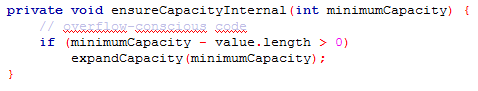 private void ensureCapacityInternal(int minimumCapacity) {
    // overflow-conscious code
    if (minimumCapacity - value.length > 0)
        expandCapacity(minimumCapacity);
}